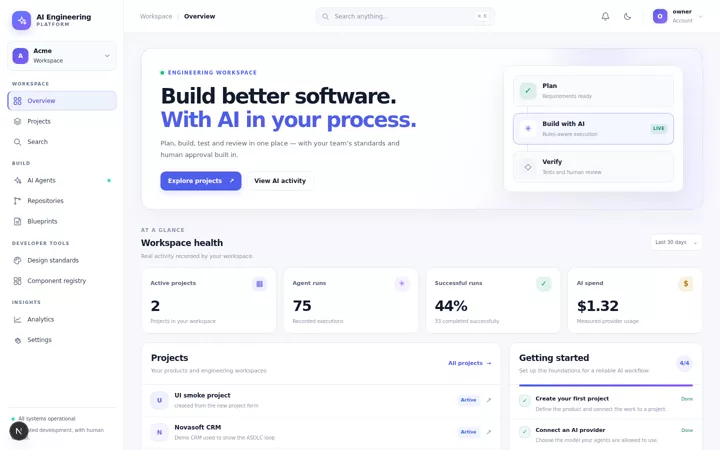 AI Engineering
PLATFORM
A
Acme
Workspace
WORKSPACE
Overview
Projects
Search
BUILD
AI Agents
Repositories
Blueprints
DEVELOPER TOOLS
Design standards
Component registry
INSIGHTS
Analytics
Settings
All systems operational
development, with human
N
Workspace
Overview
Search anything...
⌘ K
O
owner
Account
ENGINEERING WORKSPACE
Build better software.
With AI in your process.
Plan, build, test and review in one place — with your team's standards and
human approval built in.
Explore projects ↗
View AI activity
Plan
Requirements ready
Build with AI
Rules-aware execution
LIVE
Verify
Tests and human review
AT A GLANCE
Workspace health
Real activity recorded by your workspace.
Last 30 days
Active projects
2
Projects in your workspace
Agent runs
75
Recorded executions
Successful runs
44%
33 completed successfully
AI spend
$
$1.32
Measured provider usage
Projects
Your products and engineering workspaces
All projects →
U
UI smoke project
created from the new project form
Active ↗
N
Novasoft CRM
Demo CRM used to show the ASDLC loop
Active ↗
Getting started
Set up the foundations for a reliable AI workflow.
4/4
Create your first project
Define the product and connect the work to a project.
Done
Connect an AI provider
Choose the model your agents are allowed to use.
Done